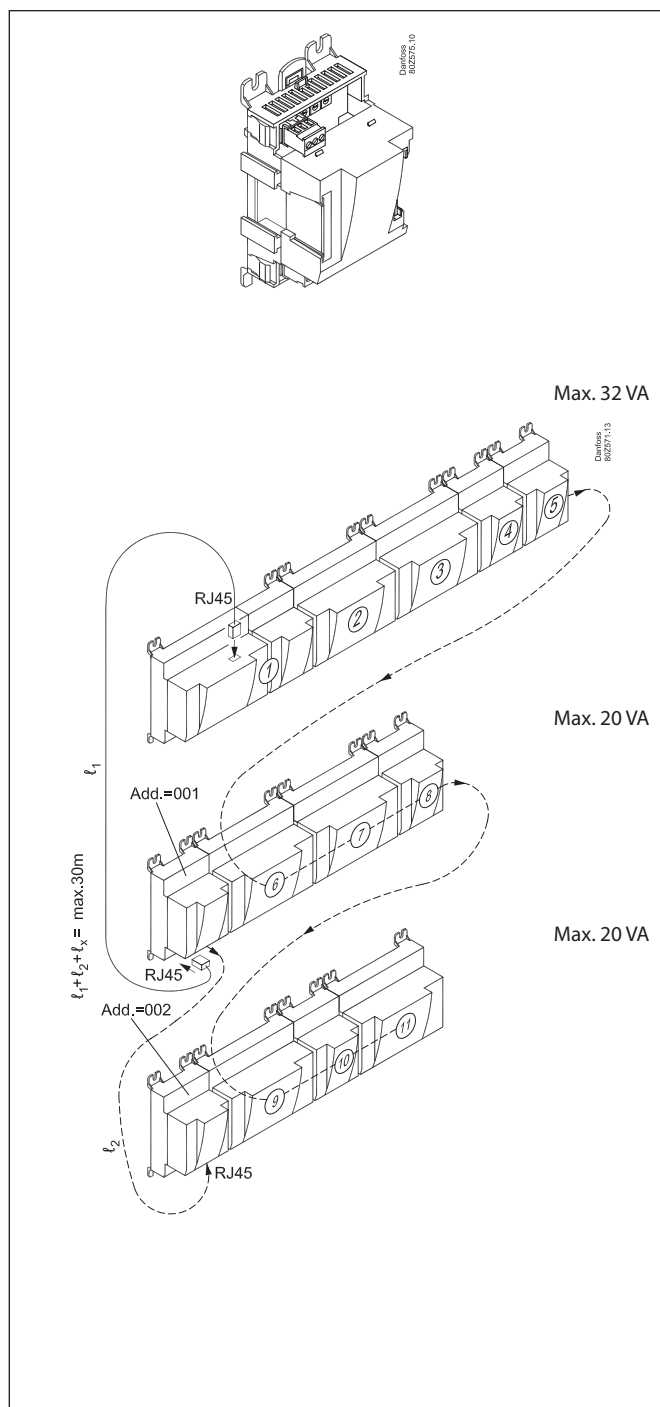 Danfoss
80Z575.10
Max. 32 VA
Danfoss
80Z571.13
5
4
3
RJ45
2
1
Max. 20 VA
ℓ1
Add.=001
8
7
6
ℓ1+ℓ2+ℓx = max.30m
Max. 20 VA
RJ45
Add.=002
11
10
9
ℓ2
RJ45